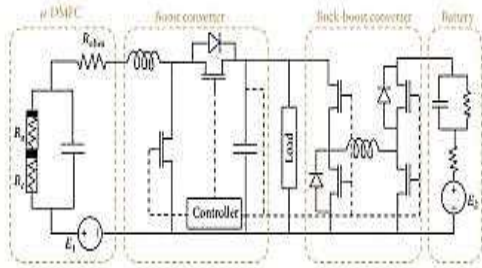 μ DMFC
Boost converter
Buck-boost converter
Battery
R_ohm
R_a
R_c
Load
Controller
E_1
E_b